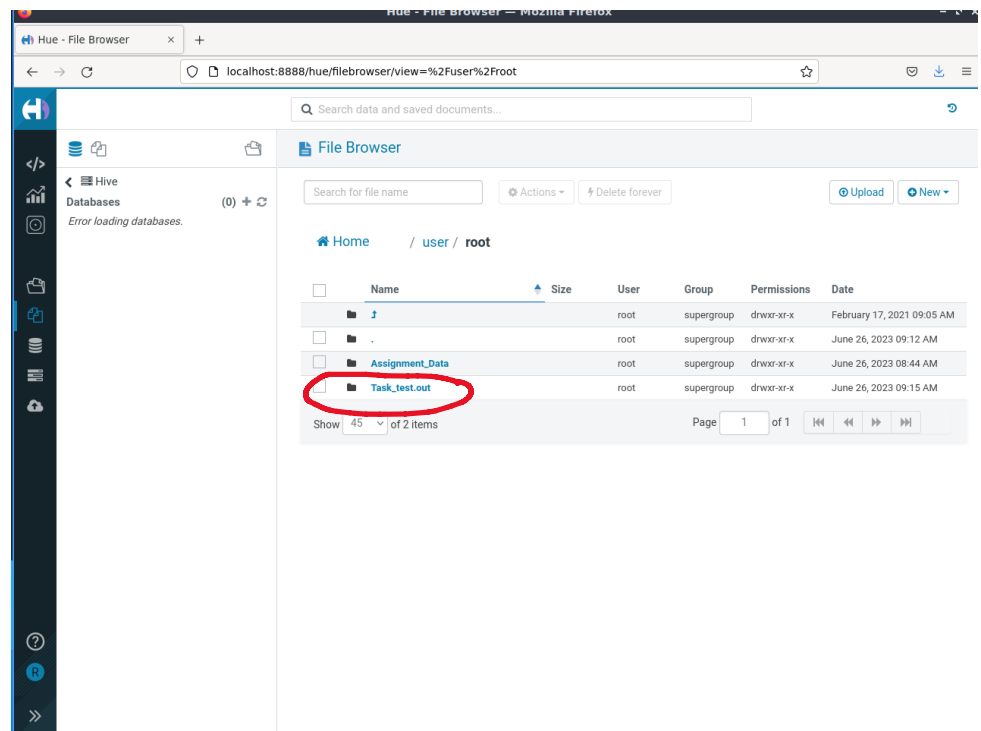 Hue - File Browser — Mozilla Firefox
Hue - File Browser × +
localhost:8888/hue/filebrowser/view=%2Fuser%2Froot
Search data and saved documents...
File Browser
Hive
Databases (0)
Error loading databases.
Search for file name Actions Delete forever Upload New
Home / user / root
Name Size User Group Permissions Date
root supergroup drwxr-xr-x February 17, 2021 09:05 AM
. root supergroup drwxr-xr-x June 26, 2023 09:12 AM
Assignment_Data root supergroup drwxr-xr-x June 26, 2023 08:44 AM
Task_test.out root supergroup drwxr-xr-x June 26, 2023 09:15 AM
Show 45 of 2 items Page 1 of 1
R